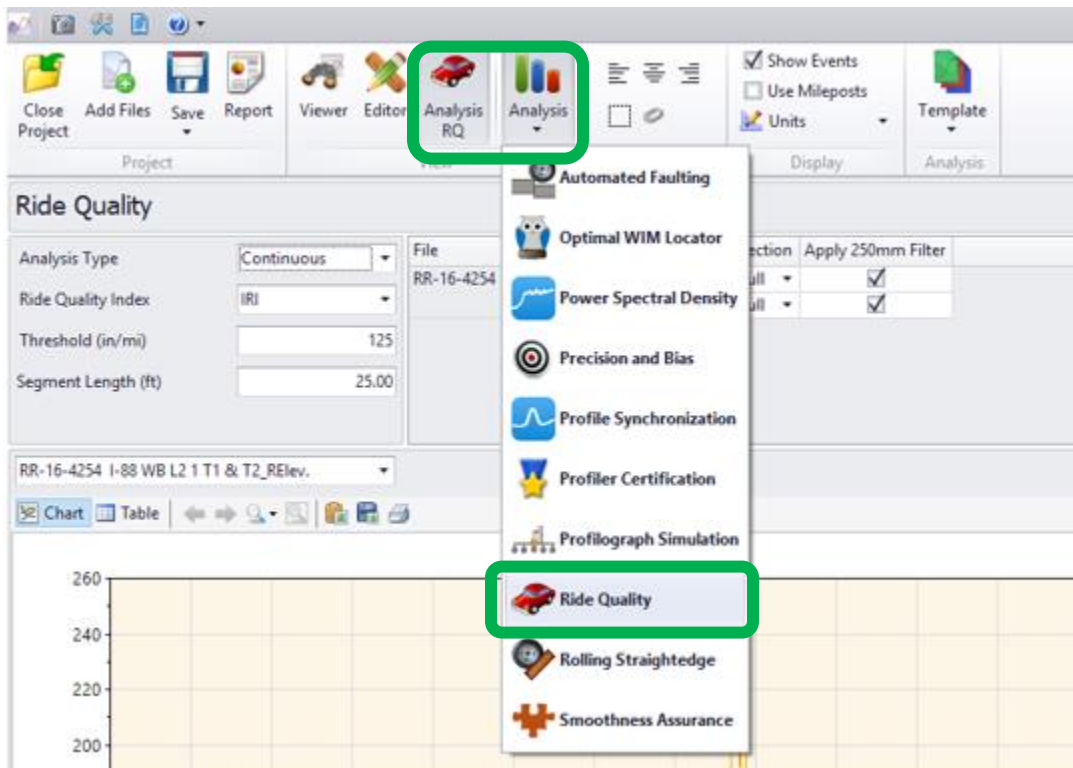 Close Project
Add Files
Save
Report
Viewer
Editor
Analysis RQ
Analysis
Show Events
Use Mileposts
Units
Template
Project
Display
Analysis
Ride Quality
Analysis Type
Continuous
Ride Quality Index
IRI
Threshold (in/mi)
125
Segment Length (ft)
25.00
File
Apply 250mm Filter
RR-16-4254
Automated Faulting
Optimal WIM Locator
Power Spectral Density
Precision and Bias
Profile Synchronization
Profiler Certification
Profilograph Simulation
Ride Quality
Rolling Straightedge
Smoothness Assurance
RR-16-4254 I-88 WB L2 1 T1 & T2_RElev.
Chart
Table
260
240
220
200